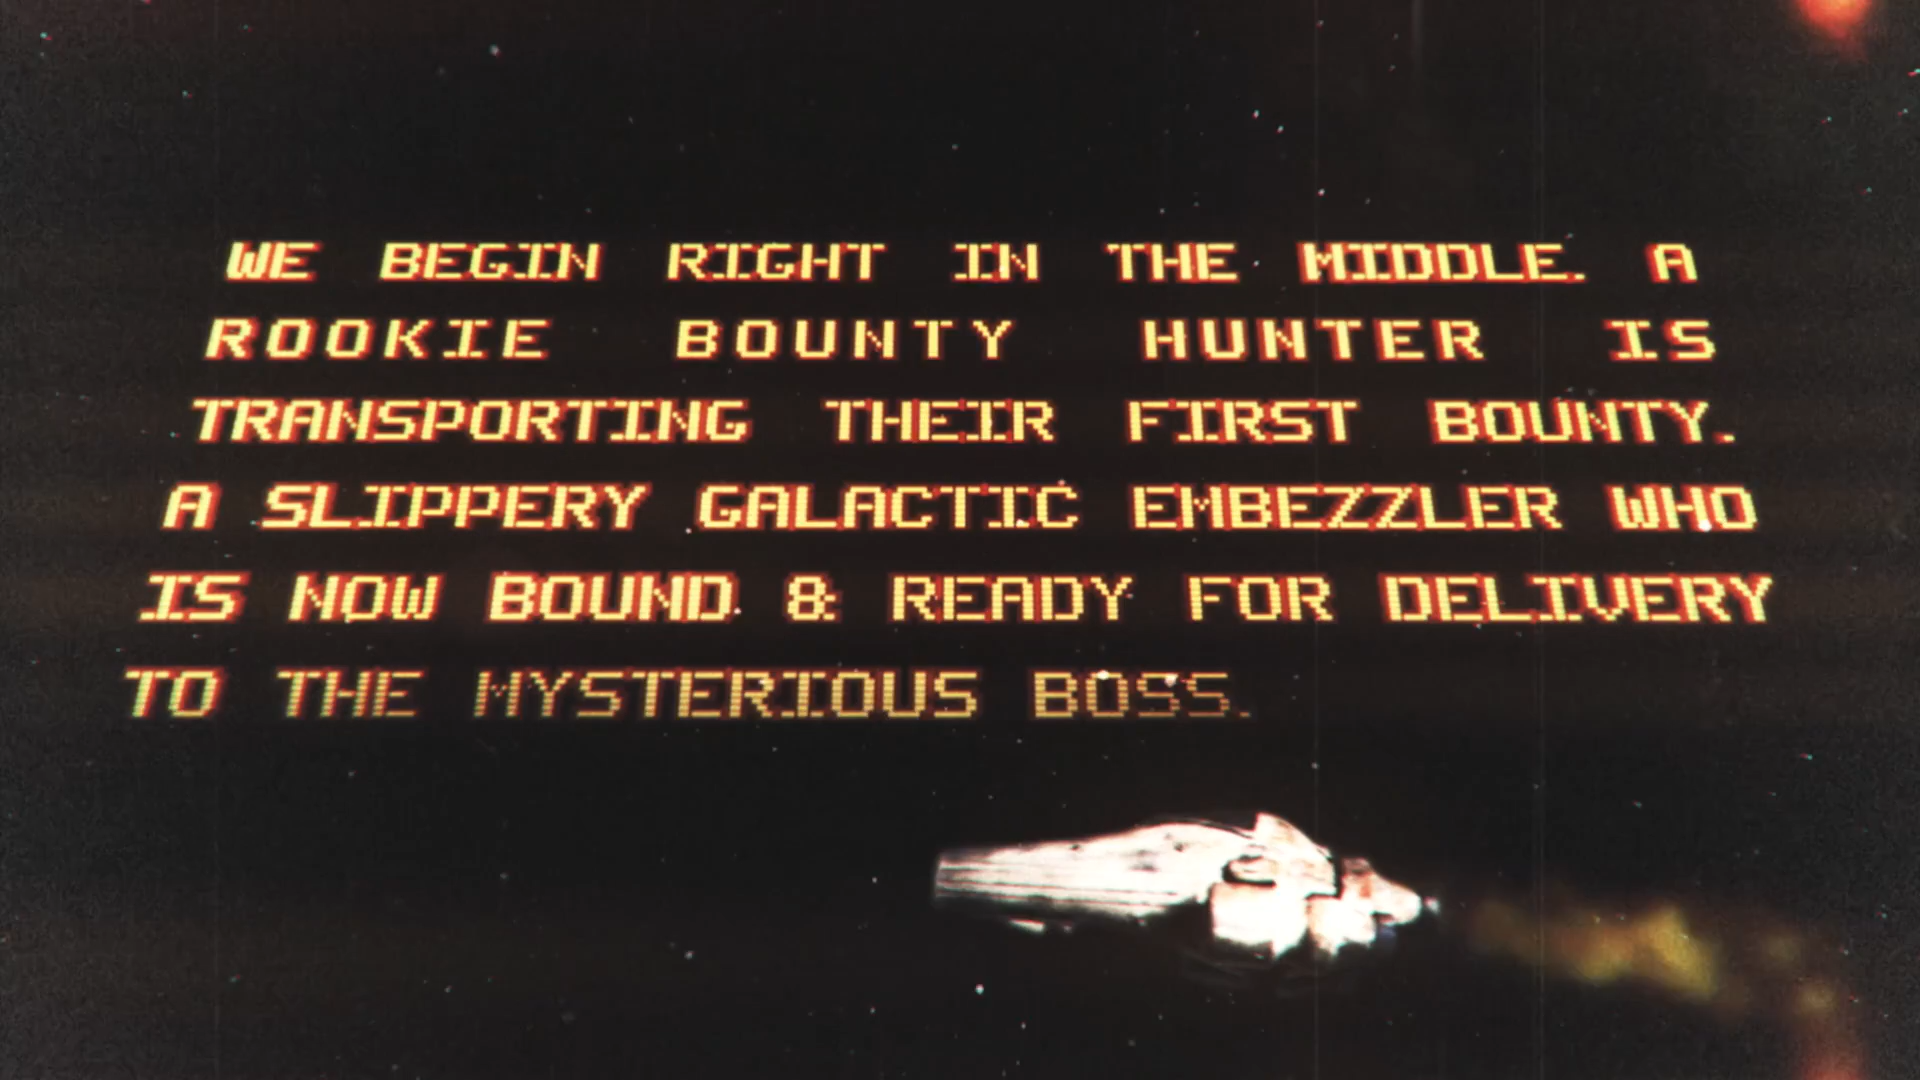 WE BEGIN RIGHT IN THE MIDDLE. A
ROOKIE BOUNTY HUNTER IS
TRANSPORTING THEIR FIRST BOUNTY.
A SLIPPERY GALACTIC EMBEZZLER WHO
IS NOW BOUND & READY FOR DELIVERY
TO THE MYSTERIOUS BOSS.